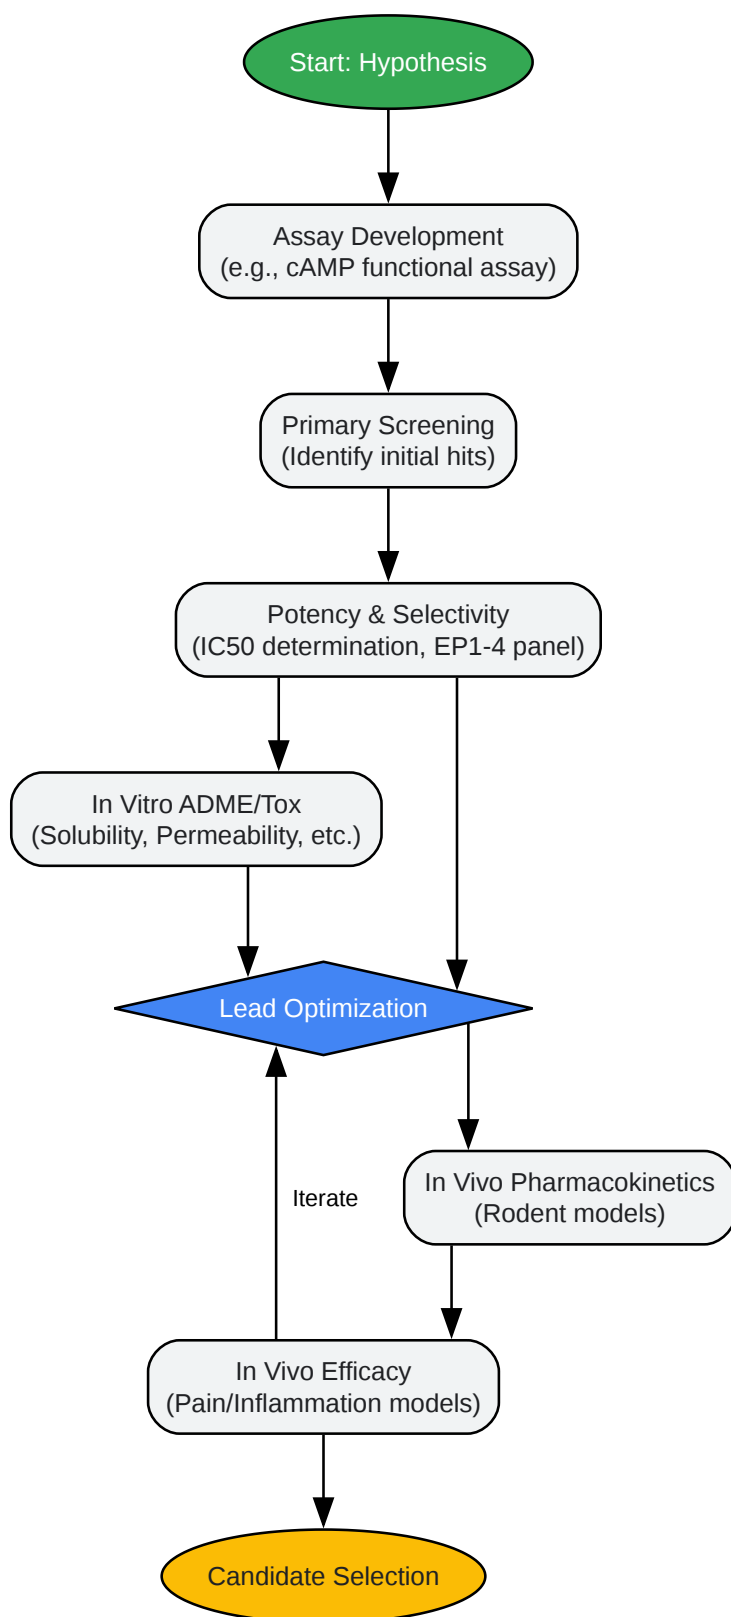 Start: Hypothesis
Assay Development
(e.g., cAMP functional assay)
Primary Screening
(Identify initial hits)
Potency & Selectivity
(IC50 determination, EP1-4 panel)
In Vitro ADME/Tox
(Solubility, Permeability, etc.)
Lead Optimization
In Vivo Pharmacokinetics
(Rodent models)
Iterate
In Vivo Efficacy
(Pain/Inflammation models)
Candidate Selection